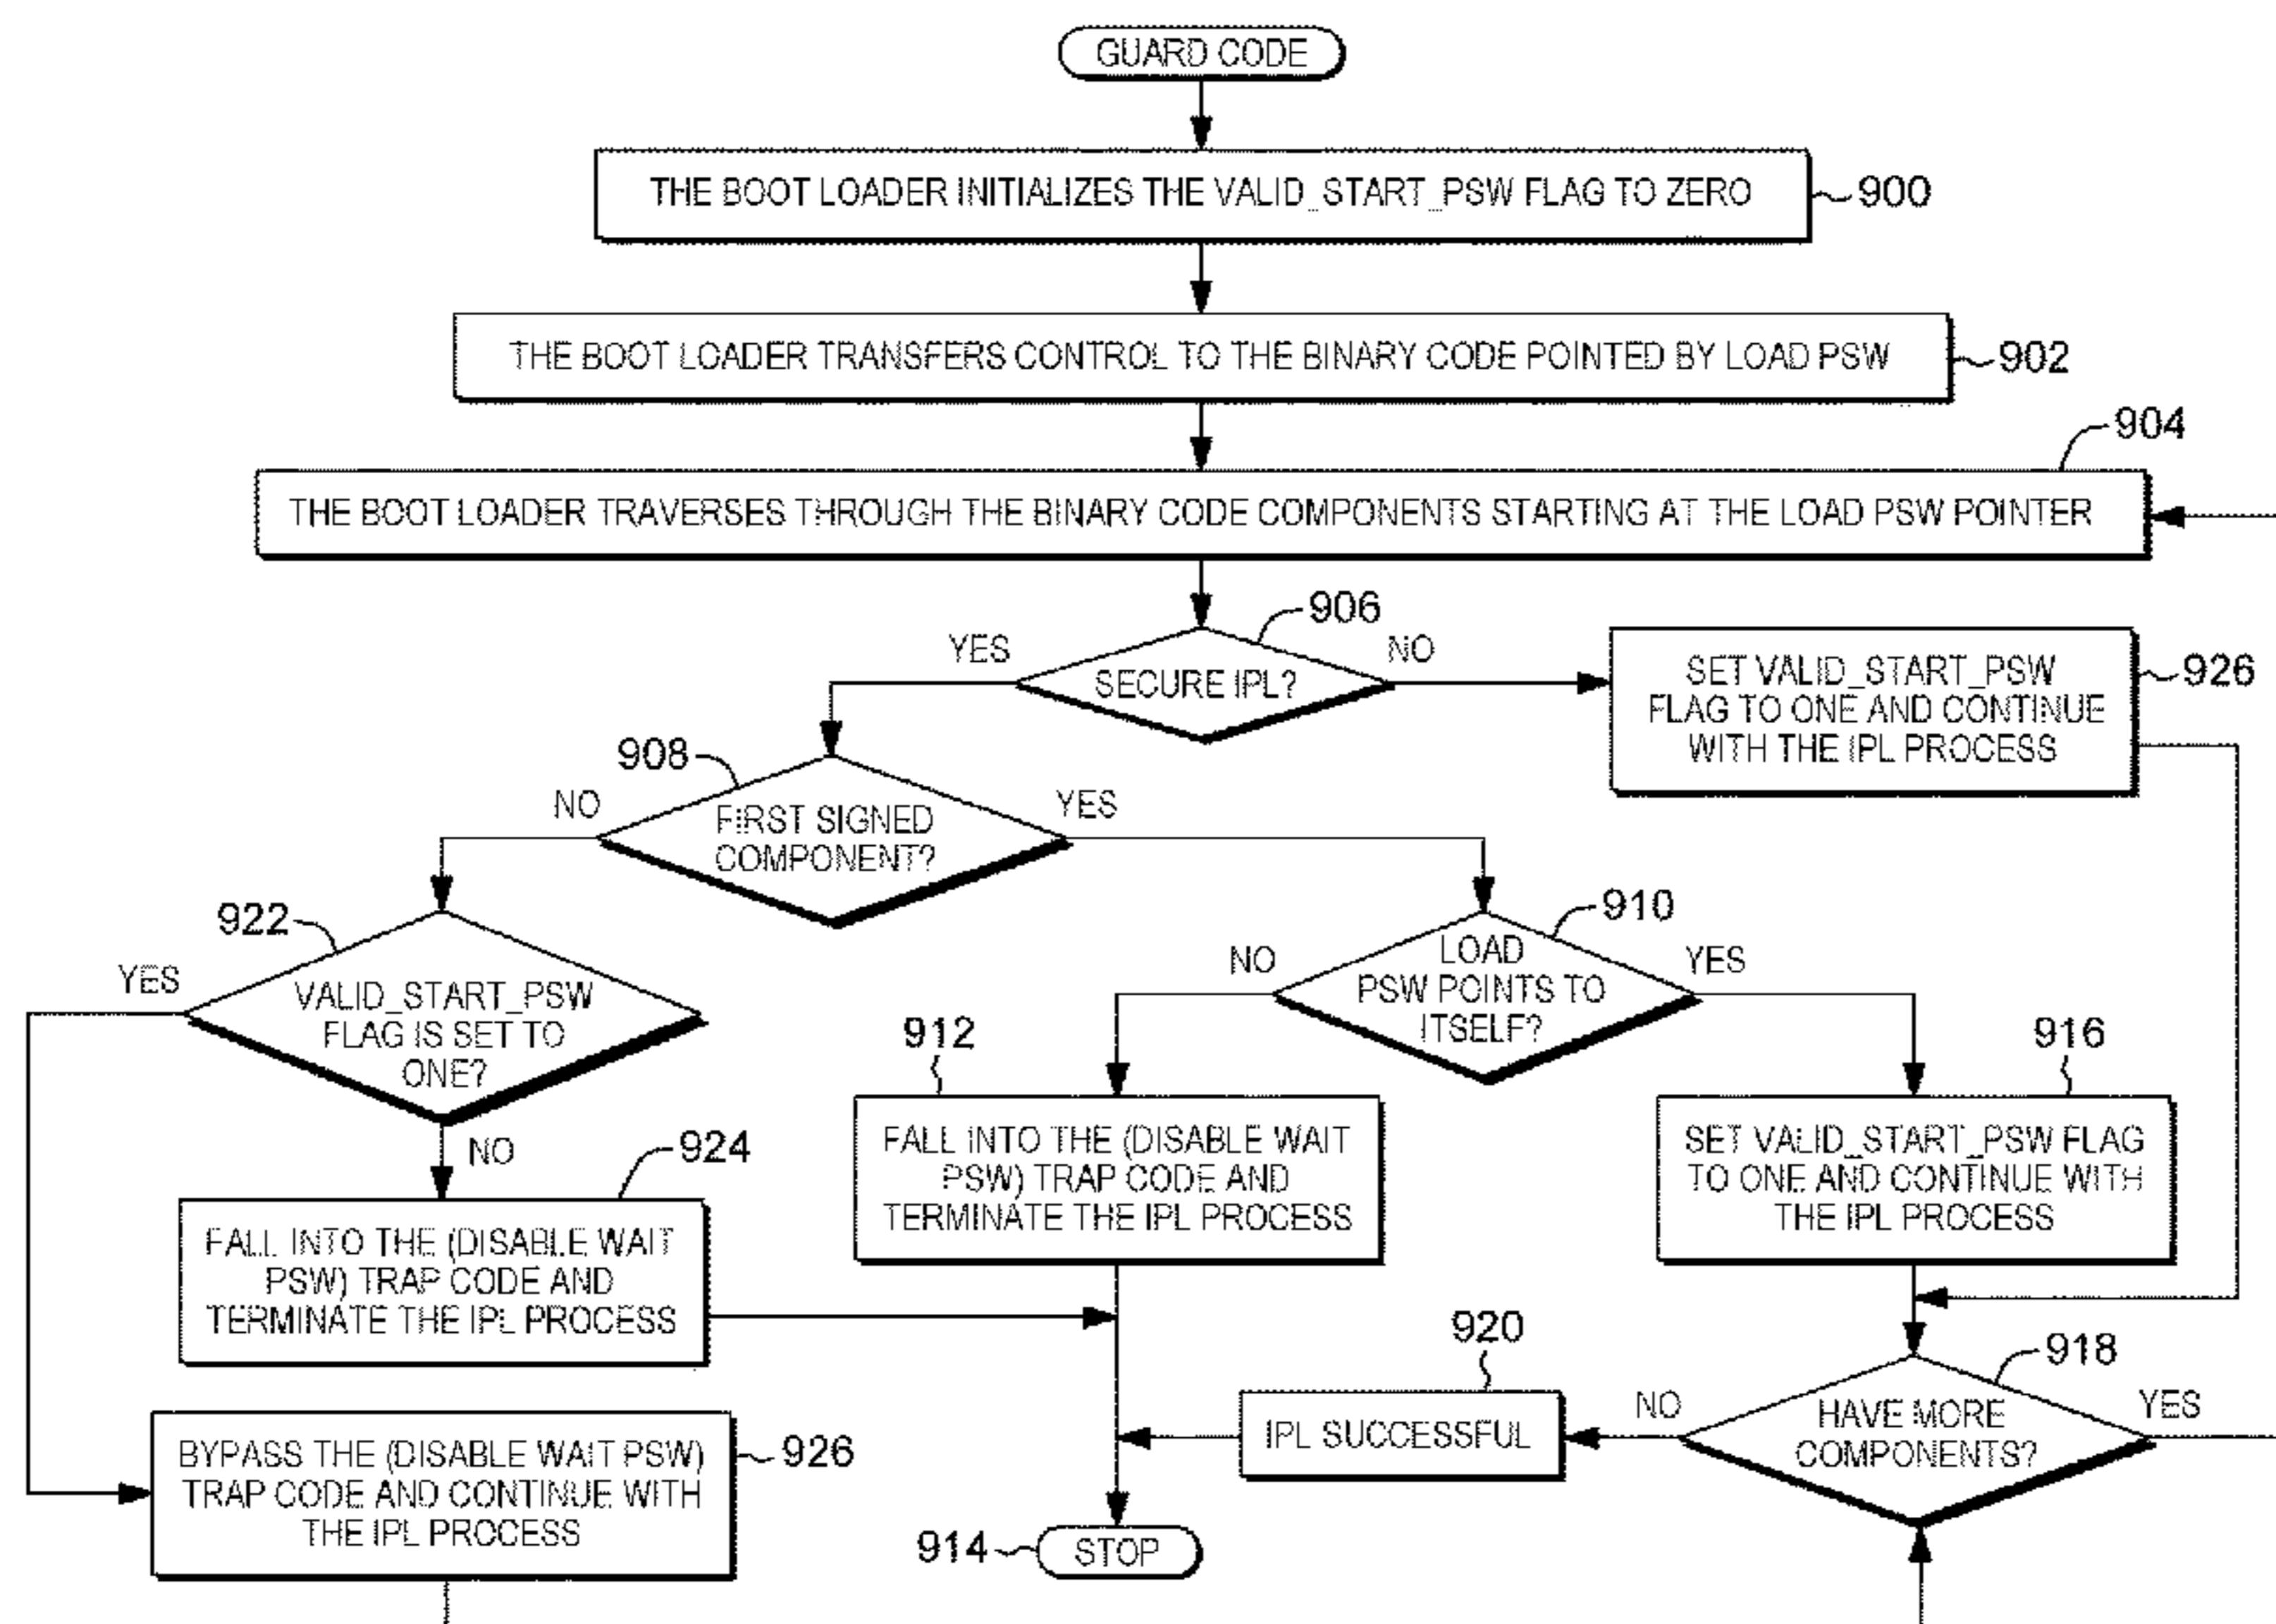 GUARD CODE
THE BOOT LOADER INITIALIZES THE VALID_START_PSW FLAG TO ZERO
900
THE BOOT LOADER TRANSFERS CONTROL TO THE BINARY CODE POINTED BY LOAD PSW
902
904
THE BOOT LOADER TRAVERSES THROUGH THE BINARY CODE COMPONENTS STARTING AT THE LOAD PSW POINTER
906
YES
NO
SECURE IPL?
SET VALID_START_PSW
FLAG TO ONE AND CONTINUE
WITH THE IPL PROCESS
926
908
NO
YES
FIRST SIGNED
COMPONENT?
922
YES
VALID_START_PSW
FLAG IS SET TO
ONE?
NO
910
NO
YES
LOAD
PSW POINTS TO
ITSELF?
912
FALL INTO THE (DISABLE WAIT
PSW) TRAP CODE AND
TERMINATE THE IPL PROCESS
916
SET VALID_START_PSW FLAG
TO ONE AND CONTINUE WITH
THE IPL PROCESS
924
FALL INTO THE (DISABLE WAIT
PSW) TRAP CODE AND
TERMINATE THE IPL PROCESS
920
IPL SUCCESSFUL
918
NO
YES
HAVE MORE
COMPONENTS?
BYPASS THE (DISABLE WAIT PSW)
TRAP CODE AND CONTINUE WITH
THE IPL PROCESS
926
914
STOP